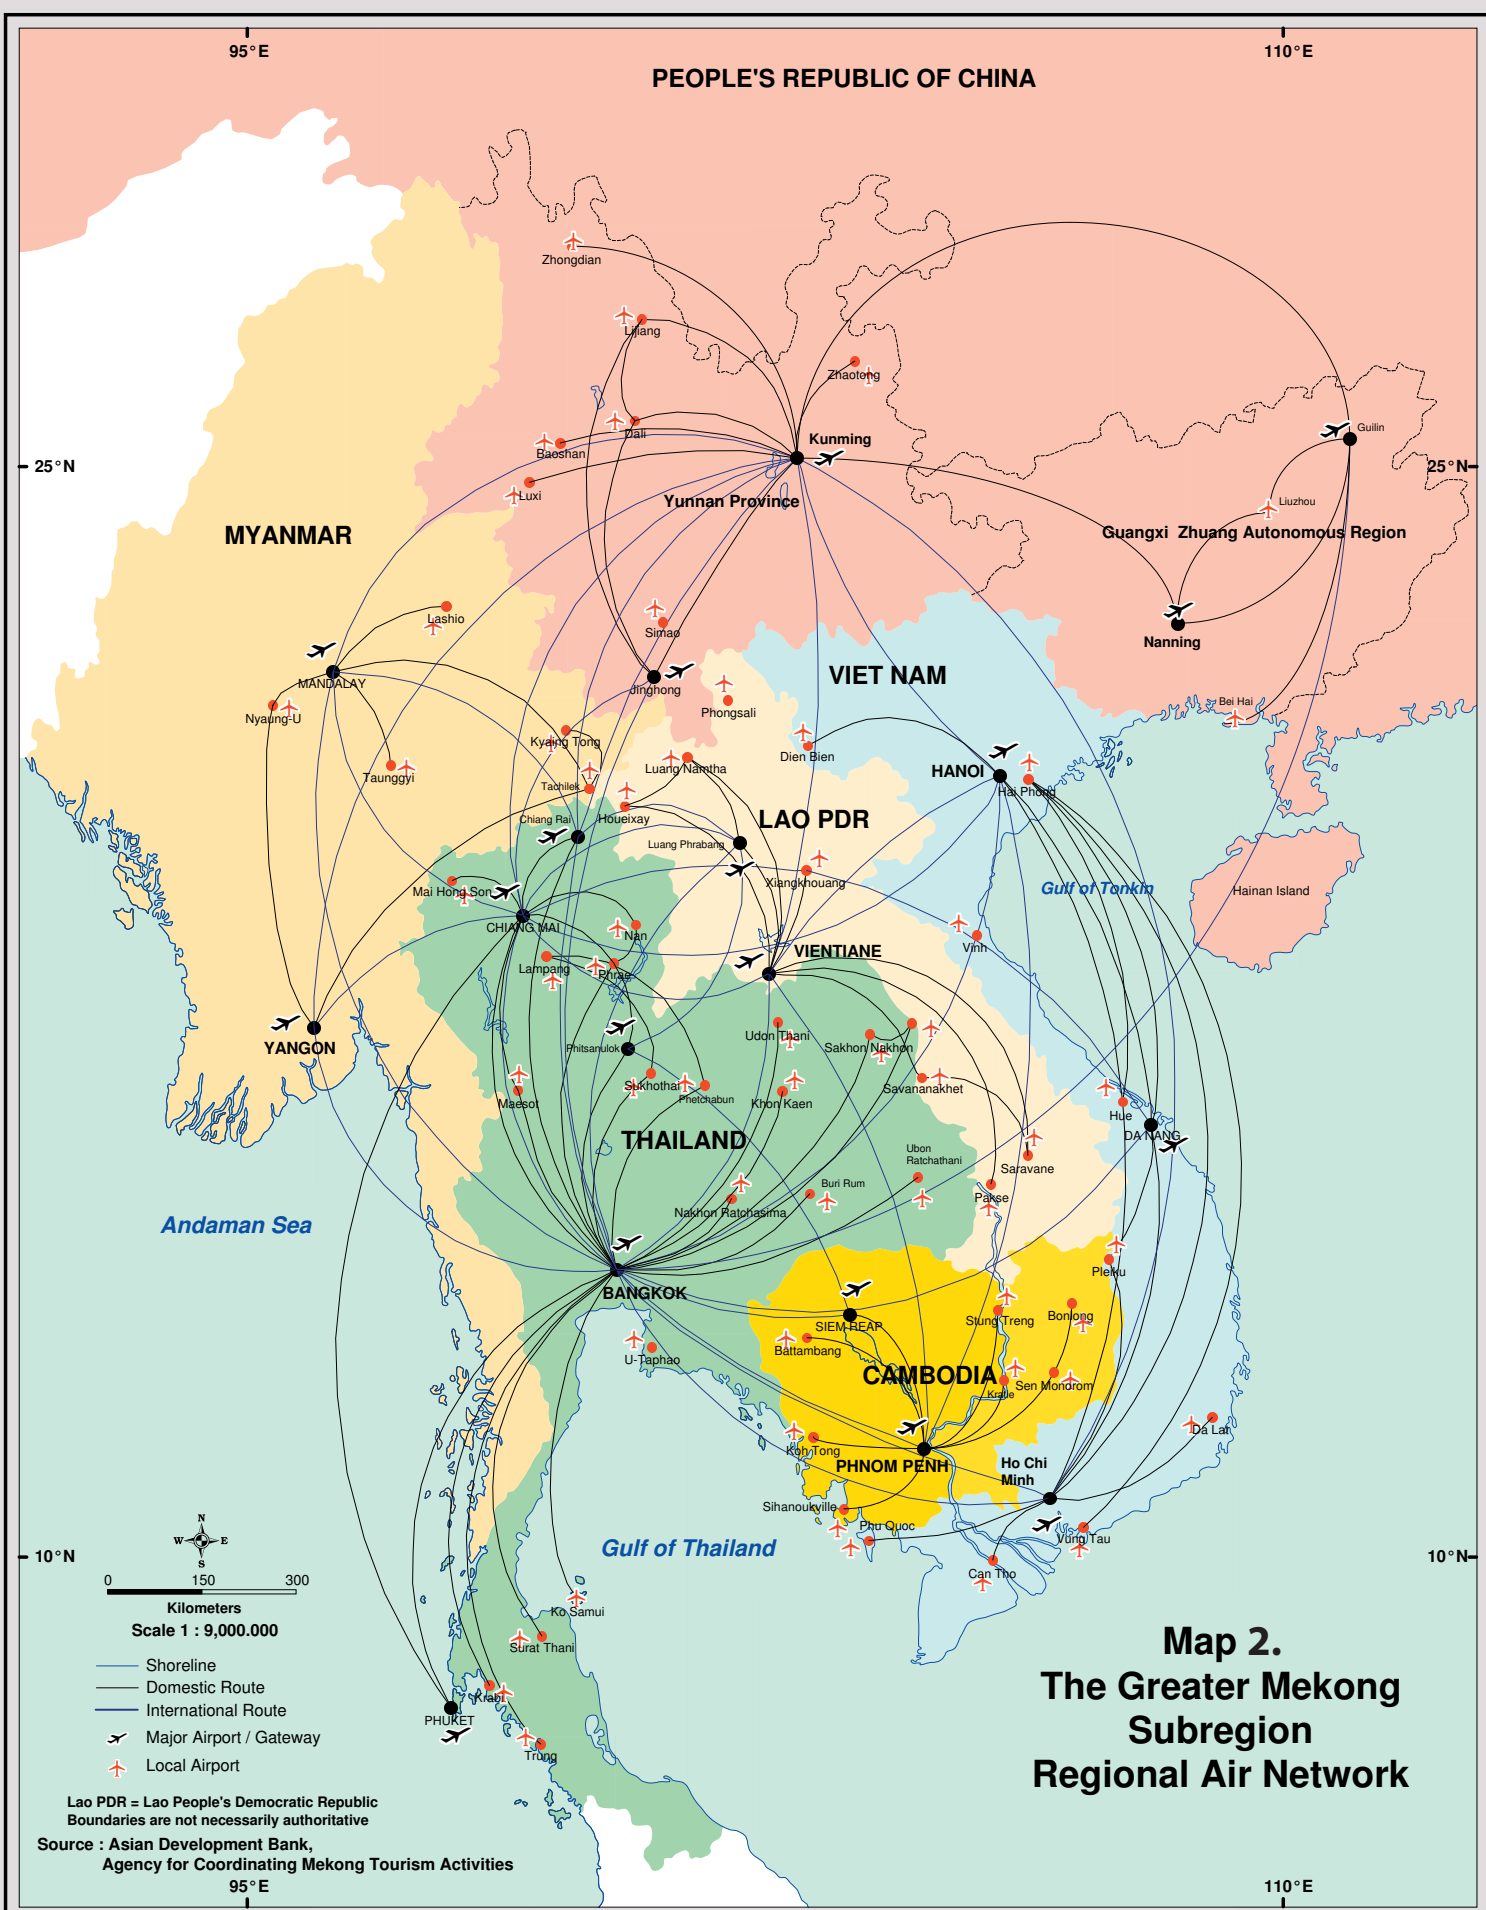 95°E
110°E
PEOPLE'S REPUBLIC OF CHINA
Zhongdian
Lijiang
Zhaotong
Dali
Kunming
Guilin
Baoshan
25°N
25°N
Luxi
Yunnan Province
Liuzhou
MYANMAR
Guangxi Zhuang Autonomous Region
Lashio
Simao
Nanning
MANDALAY
VIET NAM
Jinghong
Nyaung-U
Phongsali
Bei Hai
Kyaing Tong
Dien Bien
Taunggyi
Luang Namtha
HANOI
Tachilek
Hai Phong
Chiang Rai
Houeixay
LAO PDR
Luang Phrabang
Xiangkhouang
Mai Hong Son
Gulf of Tonkin
Hainan Island
CHIANG MAI
Nan
Vinh
VIENTIANE
Lampang
Phrae
YANGON
Phitsanulok
Udon Thani
Sakhon Nakhon
Sukhothai
Phetchabun
Savananakhet
Maesot
Khon Kaen
Hue
DA NANG
THAILAND
Ubon
Ratchathani
Saravane
Buri Rum
Pakse
Nakhon Ratchasima
Andaman Sea
Pleiku
BANGKOK
SIEM REAP
Stung Treng
Bonlong
Battambang
U-Taphao
CAMBODIA
Sen Monorom
Kratie
Da Lat
Koh Tong
PHNOM PENH
Ho Chi
Minh
Sihanoukville
Phu Quoc
Vung Tau
Gulf of Thailand
Can Tho
N
W
E
S
10°N
10°N
0 150 300
Kilometers
Scale 1 : 9,000.000
Ko Samui
Surat Thani
Krabi
PHUKET
Trung
Shoreline
Domestic Route
International Route
Major Airport / Gateway
Local Airport
Map 2.
The Greater Mekong
Subregion
Regional Air Network
Lao PDR = Lao People's Democratic Republic
Boundaries are not necessarily authoritative
Source : Asian Development Bank,
Agency for Coordinating Mekong Tourism Activities
95°E
110°E